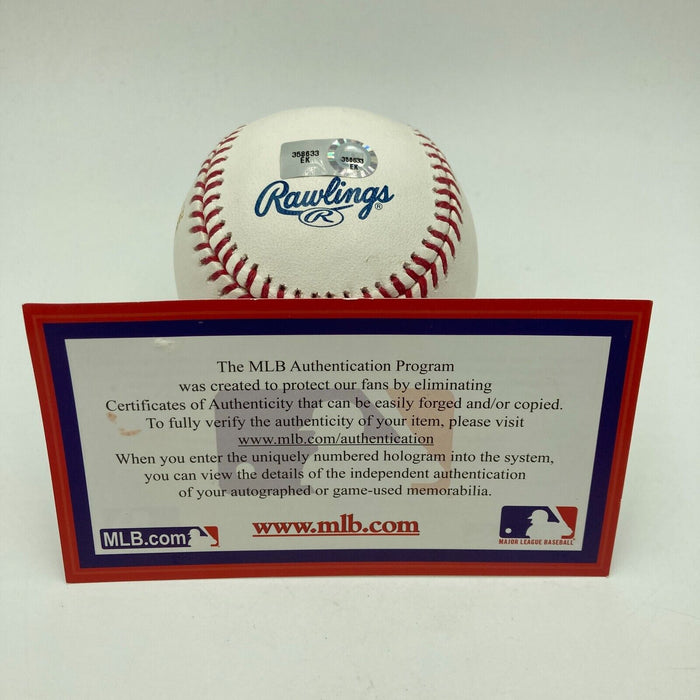 358633
EK
358633
EK
Rawlings®
R
The MLB Authentication Program
was created to protect our fans by eliminating
Certificates of Authenticity that can be easily forged and/or copied.
To fully verify the authenticity of your item, please visit
www.mlb.com/authentication
When you enter the uniquely numbered hologram into the system,
you can view the details of the independent authentication
of your autographed or game-used memorabilia.
MLB.com
www.mlb.com
MAJOR LEAGUE BASEBALL